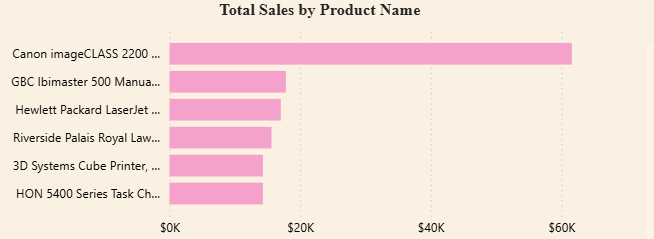 Total Sales by Product Name
Canon imageCLASS 2200 ...
GBC Ibimaster 500 Manua...
Hewlett Packard LaserJet ...
Riverside Palais Royal Law...
3D Systems Cube Printer, ...
HON 5400 Series Task Ch...
$0K $20K $40K $60K